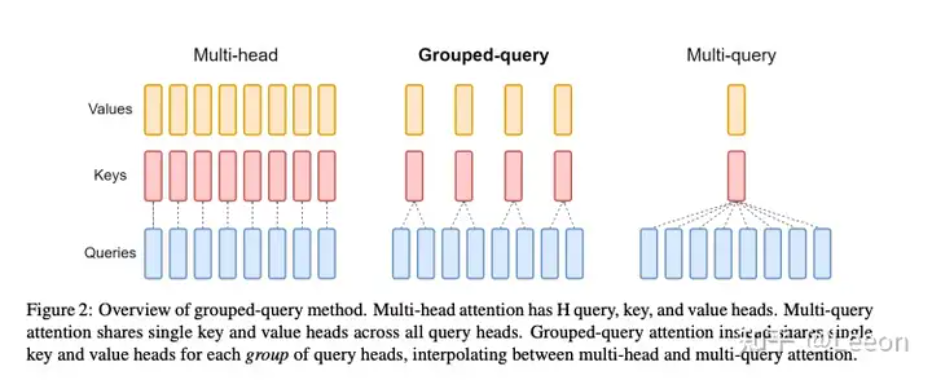 Multi-head Grouped-query Multi-query
Values
Keys
Queries
Figure 2: Overview of grouped-query method. Multi-head attention has H query, key, and value heads. Multi-query
attention shares single key and value heads across all query heads. Grouped-query attention instead shares single
key and value heads for each group of query heads, interpolating between multi-head and multi-query attention.
知乎 @Leeon